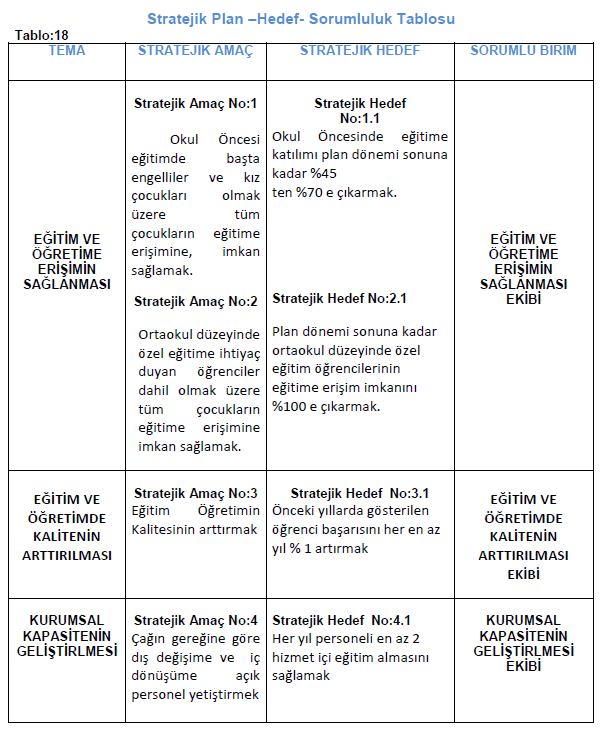 Stratejik Plan –Hedef- Sorumluluk Tablosu
Tablo:18
TEMA
STRATEJIK AMAÇ
STRATEJIK HEDEF
SORUMLU BIRIM
EĞİTİM VE
ÖĞRETİME
ERİŞİMİN
SAĞLANMASI
Stratejik Amaç No:1
Okul Öncesi
eğitimde başta
engelliler ve kız
çocukları olmak
üzere tüm
çocukların eğitime
erişimine, imkan
sağlamak.
Stratejik Amaç No:2
Ortaokul düzeyinde
özel eğitime ihtiyaç
duyan öğrenciler
dahil olmak üzere
tüm çocukların
eğitime erişimine
imkan sağlamak.
Stratejik Hedef
No:1.1
Okul Öncesinde eğitime
katılımı plan dönemi sonuna
kadar %45
ten %70 e çıkarmak.
Stratejik Hedef No:2.1
Plan dönemi sonuna kadar
ortaokul düzeyinde özel
eğitim öğrencilerinin
eğitime erişim imkanını
%100 e çıkarmak.
EĞİTİM VE
ÖĞRETİME
ERİŞİMİN
SAĞLANMASI
EKİBİ
EĞİTİM VE
ÖĞRETİMDE
KALİTENİN
ARTTIRILMASI
Stratejik Amaç No:3
Eğitim Öğretimin
Kalitesinin arttırmak
Stratejik Hedef No:3.1
Önceki yıllarda gösterilen
öğrenci başarısını her en az
yıl % 1 artırmak
EĞİTİM VE
ÖĞRETİMDE
KALİTENİN
ARTTIRILMASI
EKİBİ
KURUMSAL
KAPASİTENİN
GELİŞTİRLMESİ
Stratejik Amaç No:4
Çağın gereğine göre
dış değişime ve iç
dönüşüme açık
personel yetiştirmek
Stratejik Hedef No:4.1
Her yıl personeli en az 2
hizmet içi eğitim almasını
sağlamak
KURUMSAL
KAPASİTENİN
GELİŞTİRLMESİ
EKİBİ